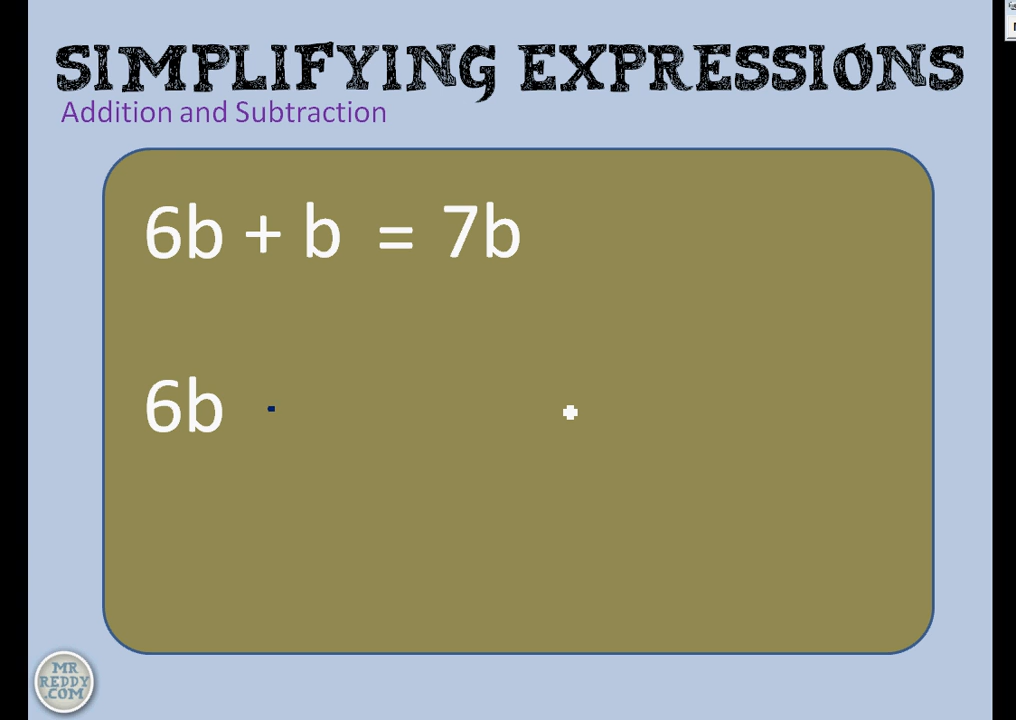 SIMPLIFYING EXPRESSIONS
Addition and Subtraction
6b + b = 7b
6b
MR
REDDY
.COM